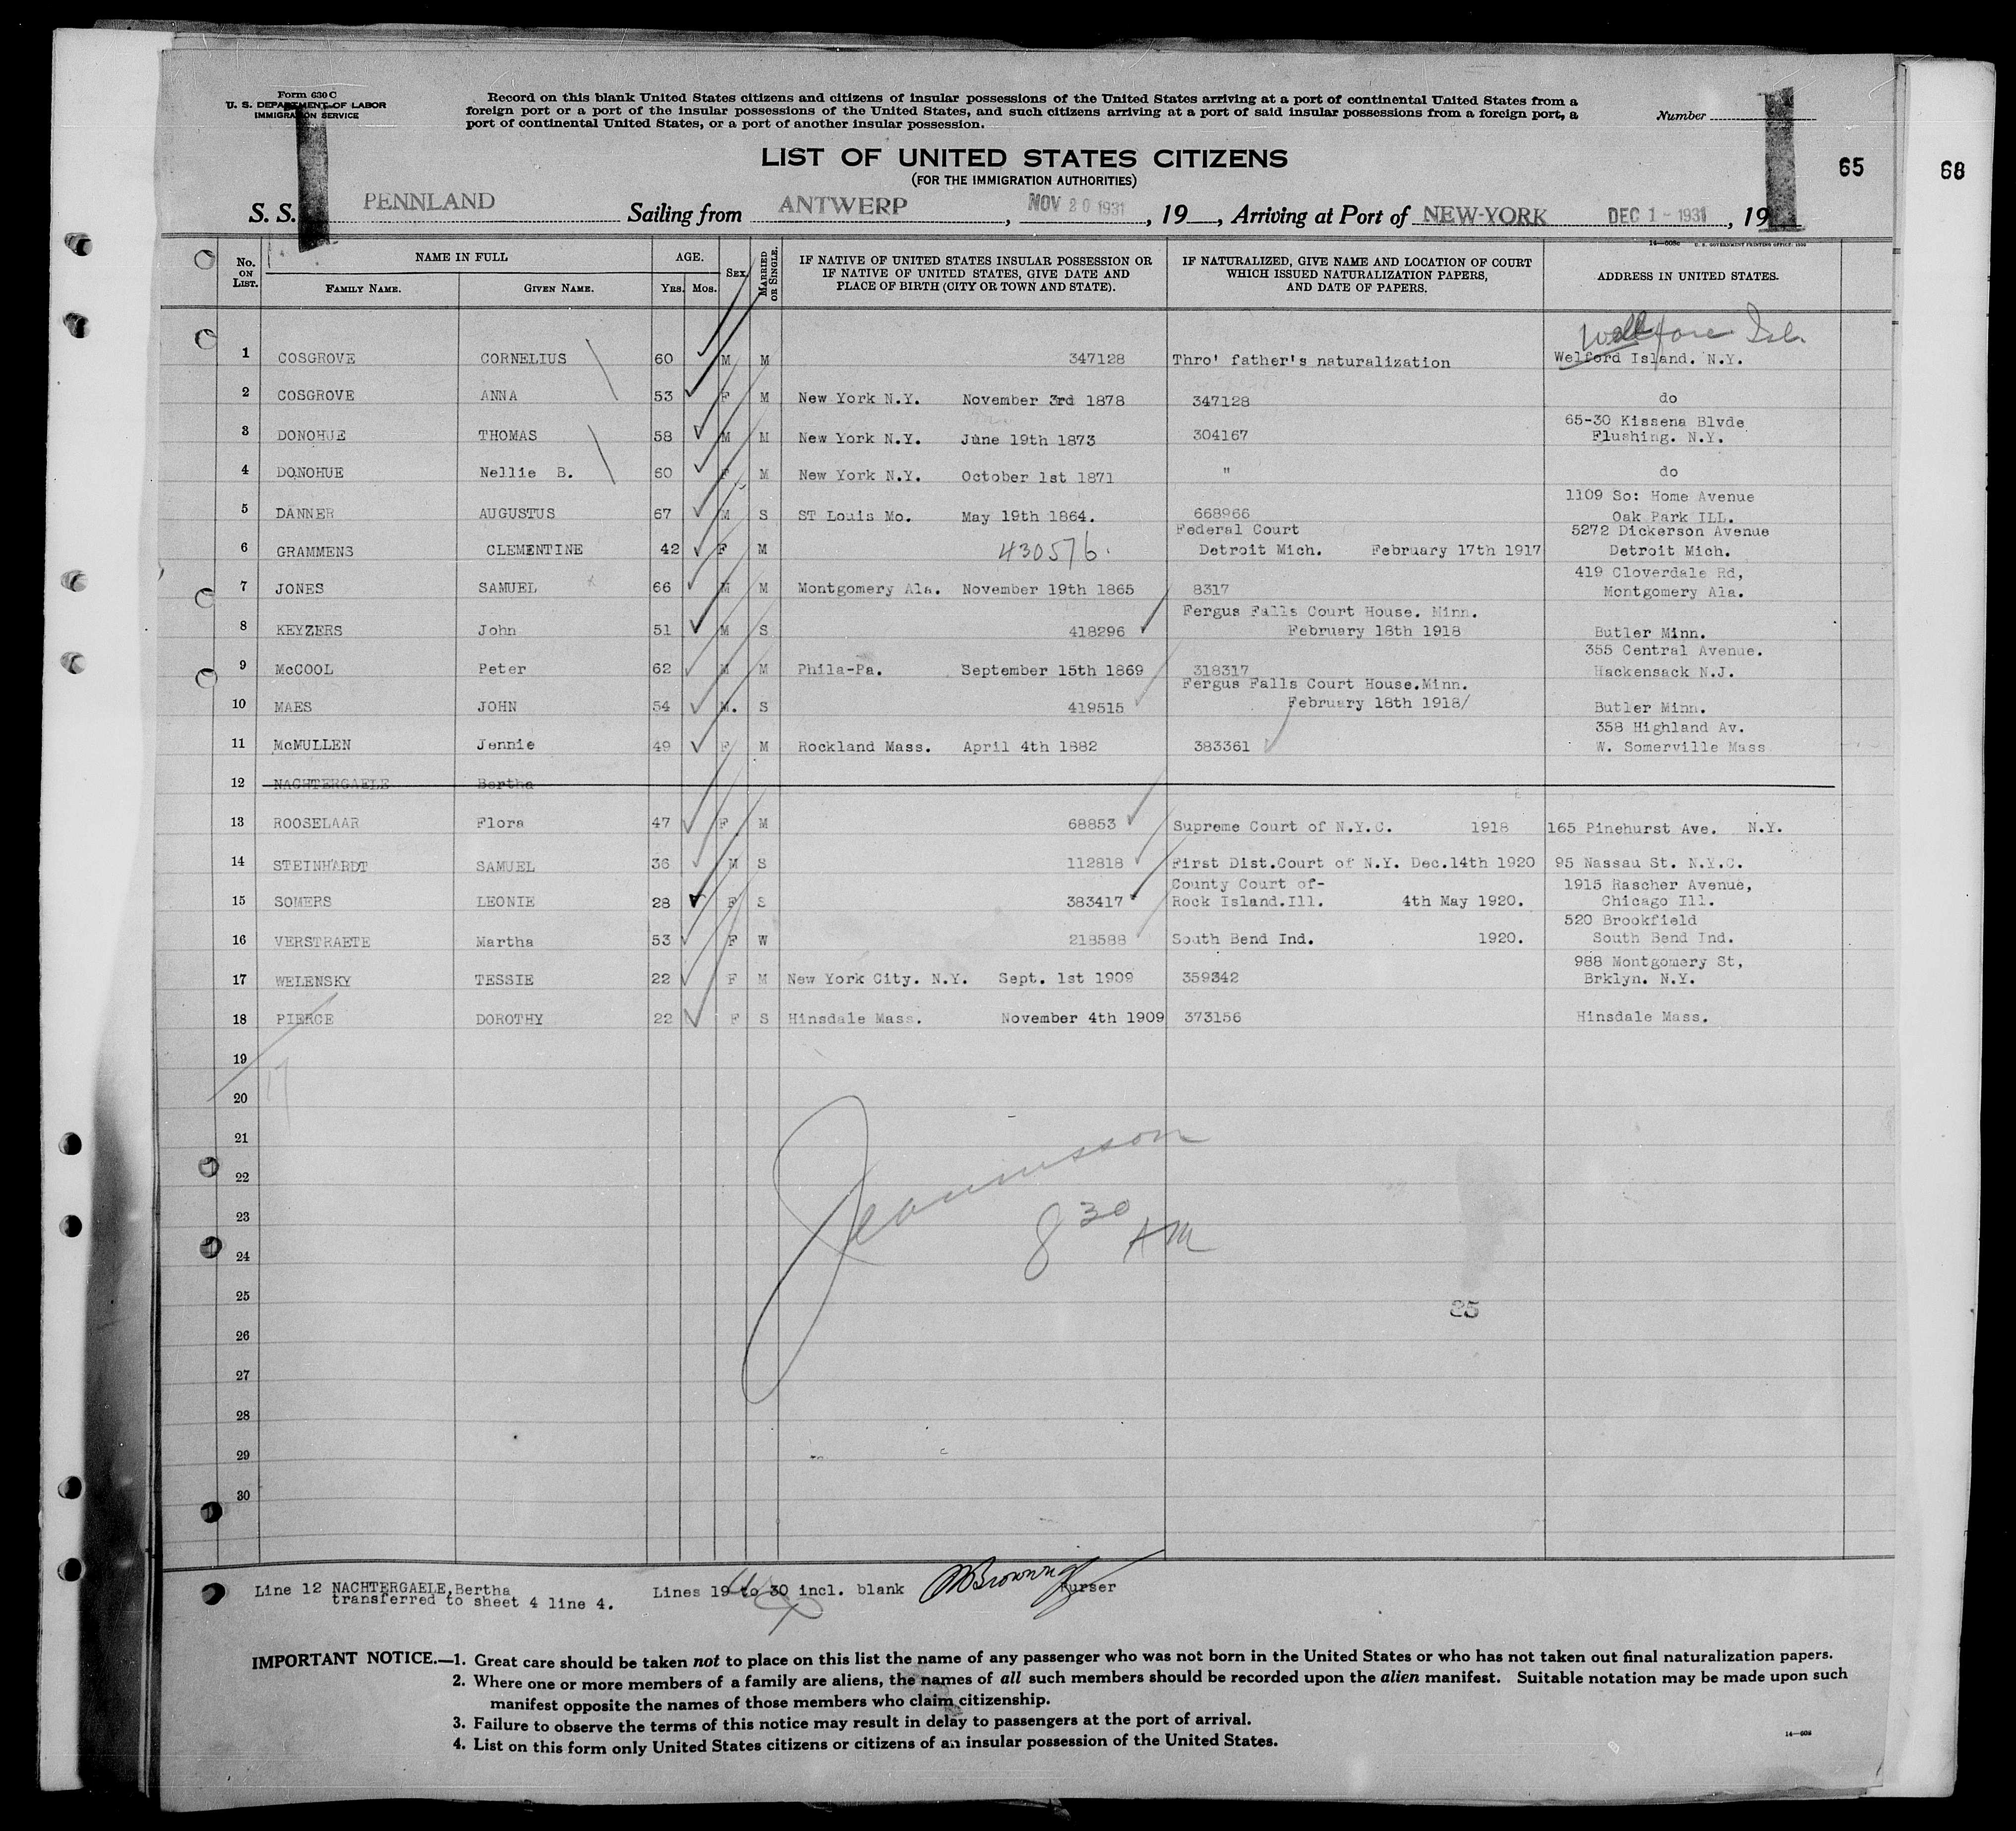 Form 630 C
U. S. DEPARTMENT OF LABOR
IMMIGRATION SERVICE
Record on this blank United States citizens and citizens of insular possessions of the United States arriving at a port of continental United States from a
foreign port or a port of the insular possessions of the United States, and such citizens arriving at a port of said insular possessions from a foreign port, a
port of continental United States, or a port of another insular possession.
Number
LIST OF UNITED STATES CITIZENS
(FOR THE IMMIGRATION AUTHORITIES)
65
68
S. S. PENNLAND Sailing from ANTWERP, NOV 20 1931, 19__, Arriving at Port of NEW-YORK DEC 1 - 1931, 19
14—608c U. S. GOVERNMENT PRINTING OFFICE: 1930
No. ON LIST. NAME IN FULL AGE. SEX. MARRIED OR SINGLE. IF NATIVE OF UNITED STATES INSULAR POSSESSION OR IF NATIVE OF UNITED STATES, GIVE DATE AND PLACE OF BIRTH (CITY OR TOWN AND STATE). IF NATURALIZED, GIVE NAME AND LOCATION OF COURT WHICH ISSUED NATURALIZATION PAPERS, AND DATE OF PAPERS. ADDRESS IN UNITED STATES.
FAMILY NAME. GIVEN NAME. YRS. MOS.
Wellfare Isl.
1 COSGROVE CORNELIUS 60 M M 347128 Thro' father's naturalization Welford Island. N.Y.
2 COSGROVE ANNA 53 F M New York N.Y. November 3rd 1878 347128 do
65-30 Kissena Blvde
3 DONOHUE THOMAS 58 M M New York N.Y. June 19th 1873 304167 Flushing. N.Y.
4 DONOHUE Nellie B. 60 F M New York N.Y. October 1st 1871 " do
1109 So: Home Avenue
5 DANNER AUGUSTUS 67 M S ST Louis Mo. May 19th 1864. 668966 Oak Park ILL.
Federal Court 5272 Dickerson Avenue
6 GRAMMENS CLEMENTINE 42 F M 430576. Detroit Mich. February 17th 1917 Detroit Mich.
419 Cloverdale Rd,
7 JONES SAMUEL 66 M M Montgomery Ala. November 19th 1865 8317 Montgomery Ala.
Fergus Falls Court House. Minn.
8 KEYZERS John 51 M S 418296 February 18th 1918 Butler Minn.
355 Central Avenue.
9 McCOOL Peter 62 M M Phila-Pa. September 15th 1869 318317 Hackensack N.J.
Fergus Falls Court House.Minn.
10 MAES JOHN 54 M. S 419515 February 18th 1918/ Butler Minn.
358 Highland Av.
11 McMULLEN Jennie 49 F M Rockland Mass. April 4th 1882 383361 W. Somerville Mass
12 NACHTERGAELE Bertha
13 ROOSELAAR Flora 47 F M 68853 Supreme Court of N.Y.C. 1918 165 Pinehurst Ave. N.Y.
14 STEINHARDT SAMUEL 36 M S 112818 First Dist.Court of N.Y. Dec.14th 1920 95 Nassau St. N.Y.C.
County Court of- 1915 Rascher Avenue,
15 SOMERS LEONIE 28 F S 383417 Rock Island.Ill. 4th May 1920. Chicago Ill.
520 Brookfield
16 VERSTRAETE Martha 53 F W 218588 South Bend Ind. 1920. South Bend Ind.
988 Montgomery St,
17 WELENSKY TESSIE 22 F M New York City. N.Y. Sept. 1st 1909 359342 Brklyn. N.Y.
18 PIERCE DOROTHY 22 F S Hinsdale Mass. November 4th 1909 373156 Hinsdale Mass.
19
17
20
21
22
23
8 30 AM
24
25
25
26
27
28
29
30
Line 12 NACHTERGAELE,Bertha Lines 19 to 30 incl. blank Purser
transferred to sheet 4 line 4.
IMPORTANT NOTICE.—1. Great care should be taken not to place on this list the name of any passenger who was not born in the United States or who has not taken out final naturalization papers.
2. Where one or more members of a family are aliens, the names of all such members should be recorded upon the alien manifest. Suitable notation may be made upon such
manifest opposite the names of those members who claim citizenship.
3. Failure to observe the terms of this notice may result in delay to passengers at the port of arrival.
4. List on this form only United States citizens or citizens of an insular possession of the United States.
14—608